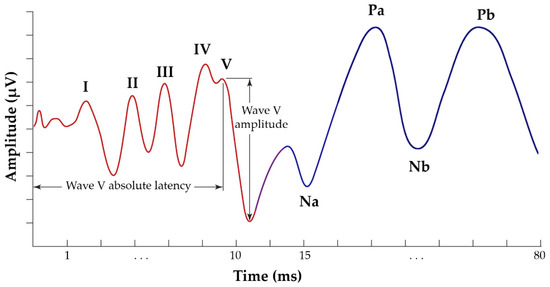 Pa
Pb
IV
V
III
II
I
Wave V
amplitude
Wave V absolute latency
Na
Nb
Amplitude (μV)
1
...
10
15
...
80
Time (ms)